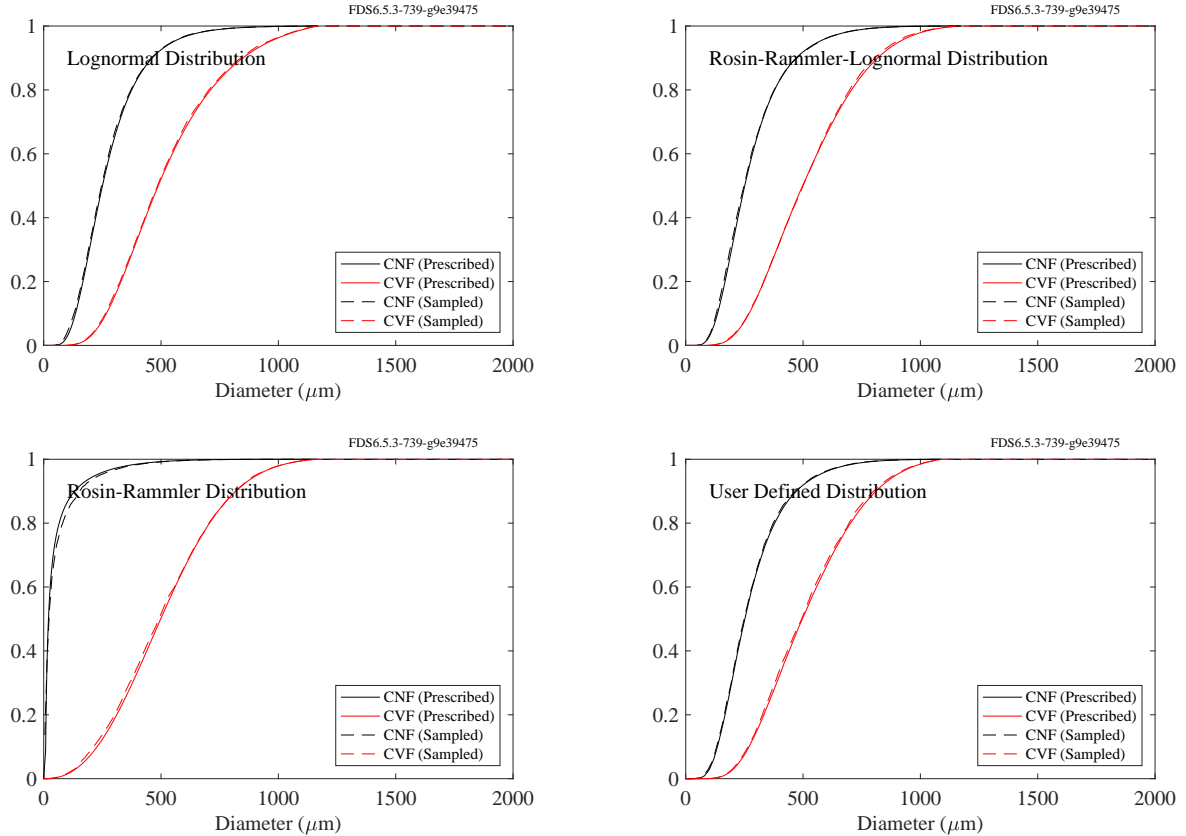 FDS6.5.3-739-g9e39475
Lognormal Distribution
1
0.8
0.6
0.4
0.2
0
CNF (Prescribed)
CVF (Prescribed)
CNF (Sampled)
CVF (Sampled)
0 500 1000 1500 2000
Diameter (μm)
FDS6.5.3-739-g9e39475
Rosin-Rammler-Lognormal Distribution
1
0.8
0.6
0.4
0.2
0
CNF (Prescribed)
CVF (Prescribed)
CNF (Sampled)
CVF (Sampled)
0 500 1000 1500 2000
Diameter (μm)
FDS6.5.3-739-g9e39475
Rosin-Rammler Distribution
1
0.8
0.6
0.4
0.2
0
CNF (Prescribed)
CVF (Prescribed)
CNF (Sampled)
CVF (Sampled)
0 500 1000 1500 2000
Diameter (μm)
FDS6.5.3-739-g9e39475
User Defined Distribution
1
0.8
0.6
0.4
0.2
0
CNF (Prescribed)
CVF (Prescribed)
CNF (Sampled)
CVF (Sampled)
0 500 1000 1500 2000
Diameter (μm)